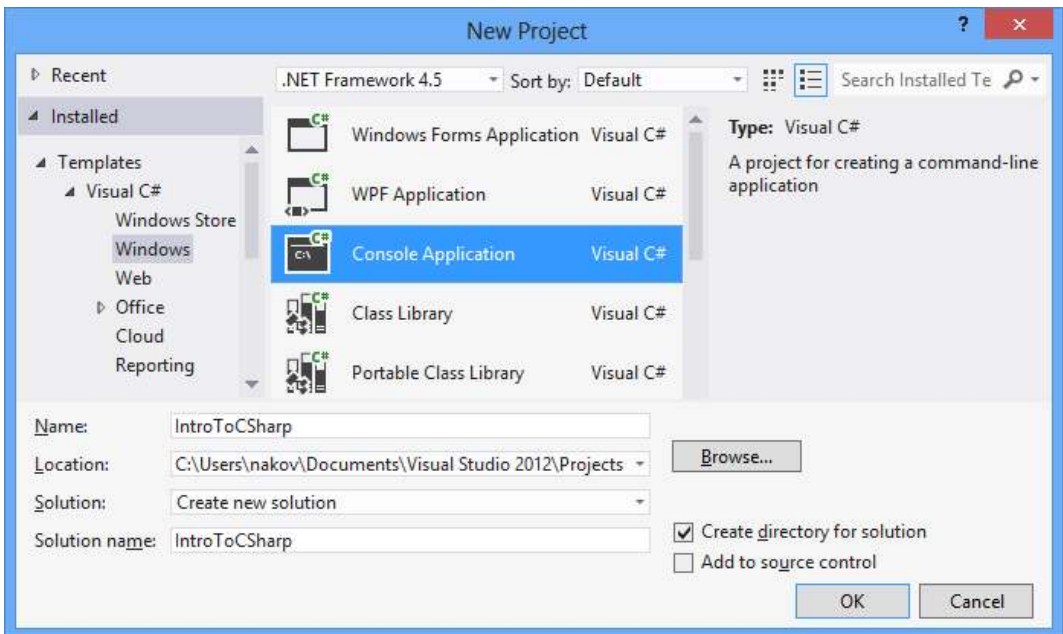 New Project
? ×
Recent
.NET Framework 4.5 Sort by: Default Search Installed Te
Installed
Templates
Visual C#
Windows Store
Windows
Web
Office
Cloud
Reporting
C# Windows Forms Application Visual C#
C# WPF Application Visual C#
C# C:\ Console Application Visual C#
C# Class Library Visual C#
C# Portable Class Library Visual C#
Type: Visual C#
A project for creating a command-line
application
Name: IntroToCSharp
Location: C:\Users\nakov\Documents\Visual Studio 2012\Projects Browse...
Solution: Create new solution
Solution name: IntroToCSharp
Create directory for solution
Add to source control
OK Cancel